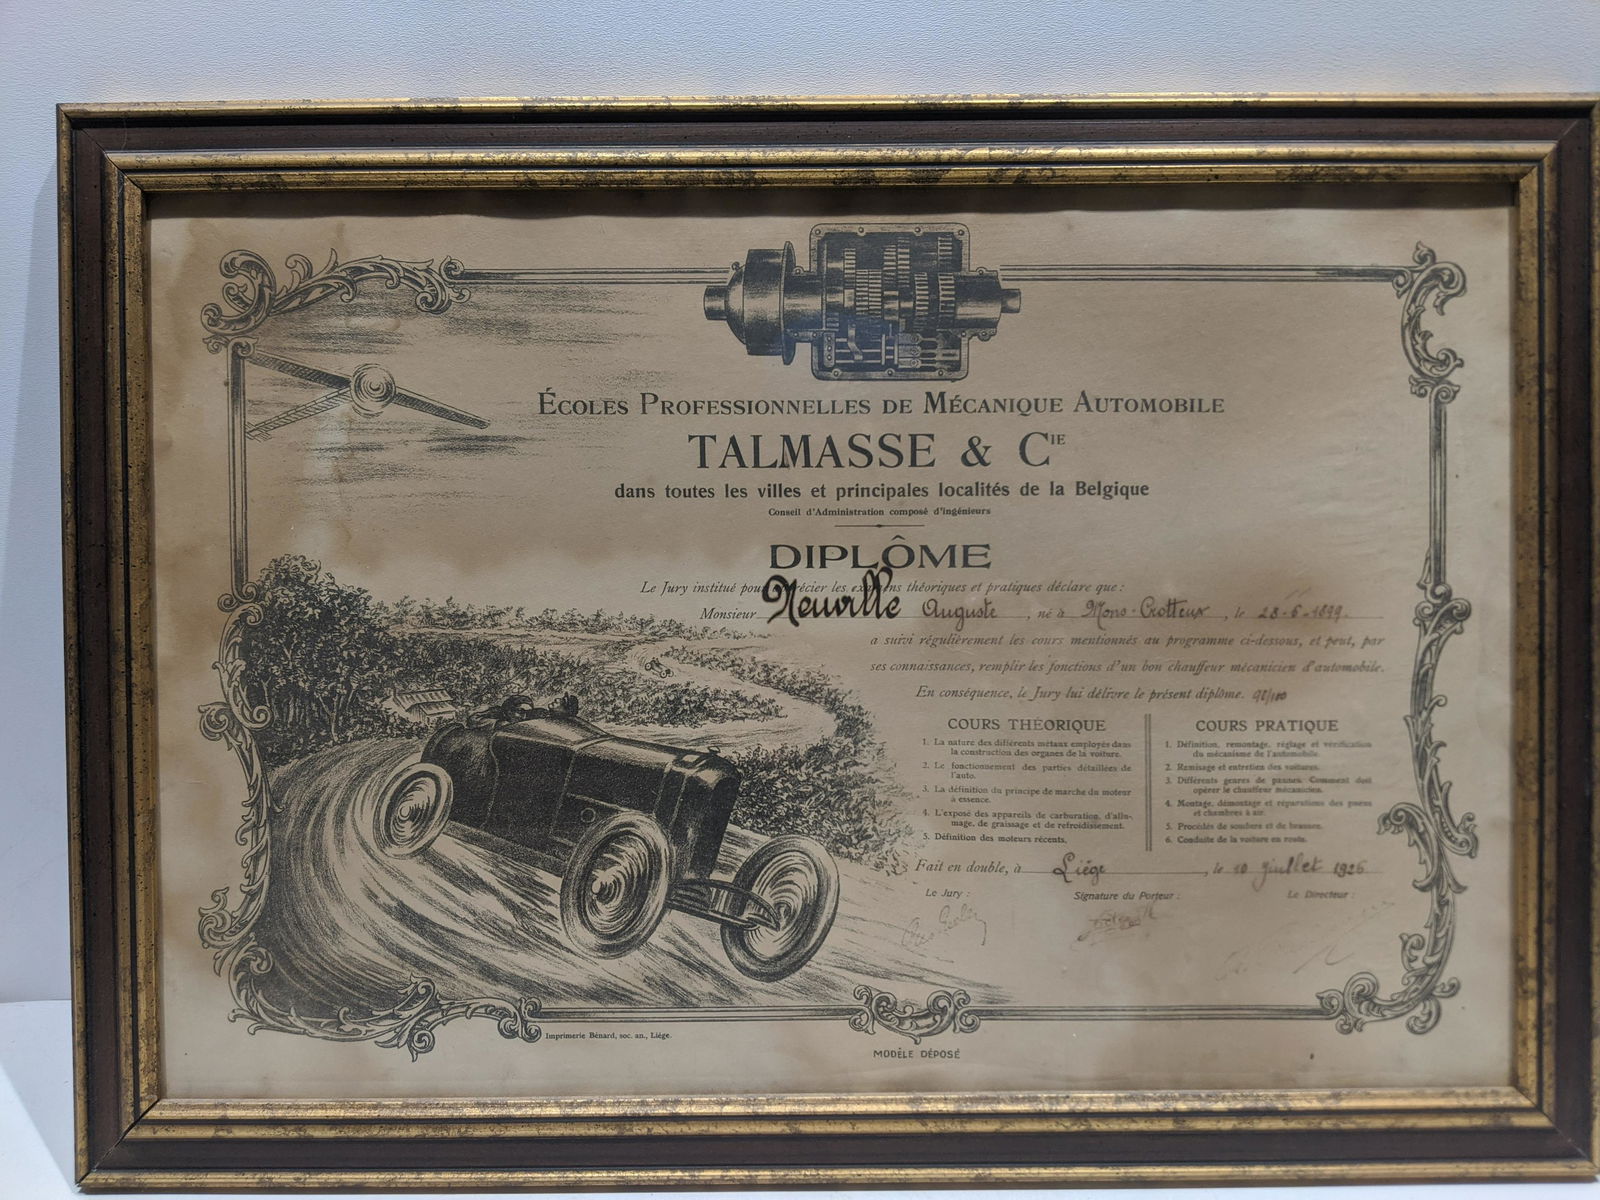 ÉCOLES PROFESSIONNELLES DE MÉCANIQUE AUTOMOBILE
TALMASSE & CIE
dans toutes les villes et principales localités de la Belgique
Conseil d'Administration composé d'ingénieurs
DIPLÔME
Le Jury institué pour apprécier les examens théoriques et pratiques déclare que :
Monsieur Neuville Auguste, né à Mons-Crotteux, le 28-6-1899.
a suivi régulièrement les cours mentionnés au programme ci-dessous, et peut, par
ses connaissances, remplir les fonctions d'un bon chauffeur mécanicien d'automobile.
En conséquence, le Jury lui délivre le présent diplôme.
COURS THÉORIQUE
1. La nature des différents métaux employés dans
la construction des organes de la voiture.
2. Le fonctionnement des parties détaillées de
l'auto.
3. La définition du principe de marche du moteur
à essence.
4. L'exposé des appareils de carburation, d'allu-
mage, de graissage et de refroidissement.
5. Définition des moteurs récents.
COURS PRATIQUE
1. Définition, remontage, réglage et vérification
du mécanisme de l'automobile.
2. Remisage et entretien des voitures.
3. Différents genres de pannes. Comment doit
opérer le chauffeur mécanicien.
4. Montage, démontage et réparations des pneus
et chambres à air.
5. Procédés de soudure et de brasure.
6. Conduite de la voiture en route.
Fait en double, à Liége, le 10 juillet 1926
Le Jury : Signature du Porteur : Le Directeur :
Imprimerie Bénard, soc. an., Liége.
MODÈLE DÉPOSÉ